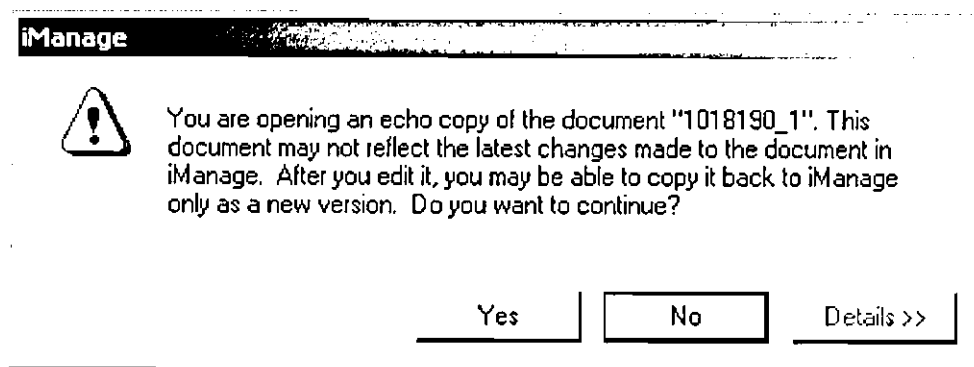 iManage
You are opening an echo copy of the document "1018190_1". This
document may not reflect the latest changes made to the document in
iManage. After you edit it, you may be able to copy it back to iManage
only as a new version. Do you want to continue?
Yes No Details >>